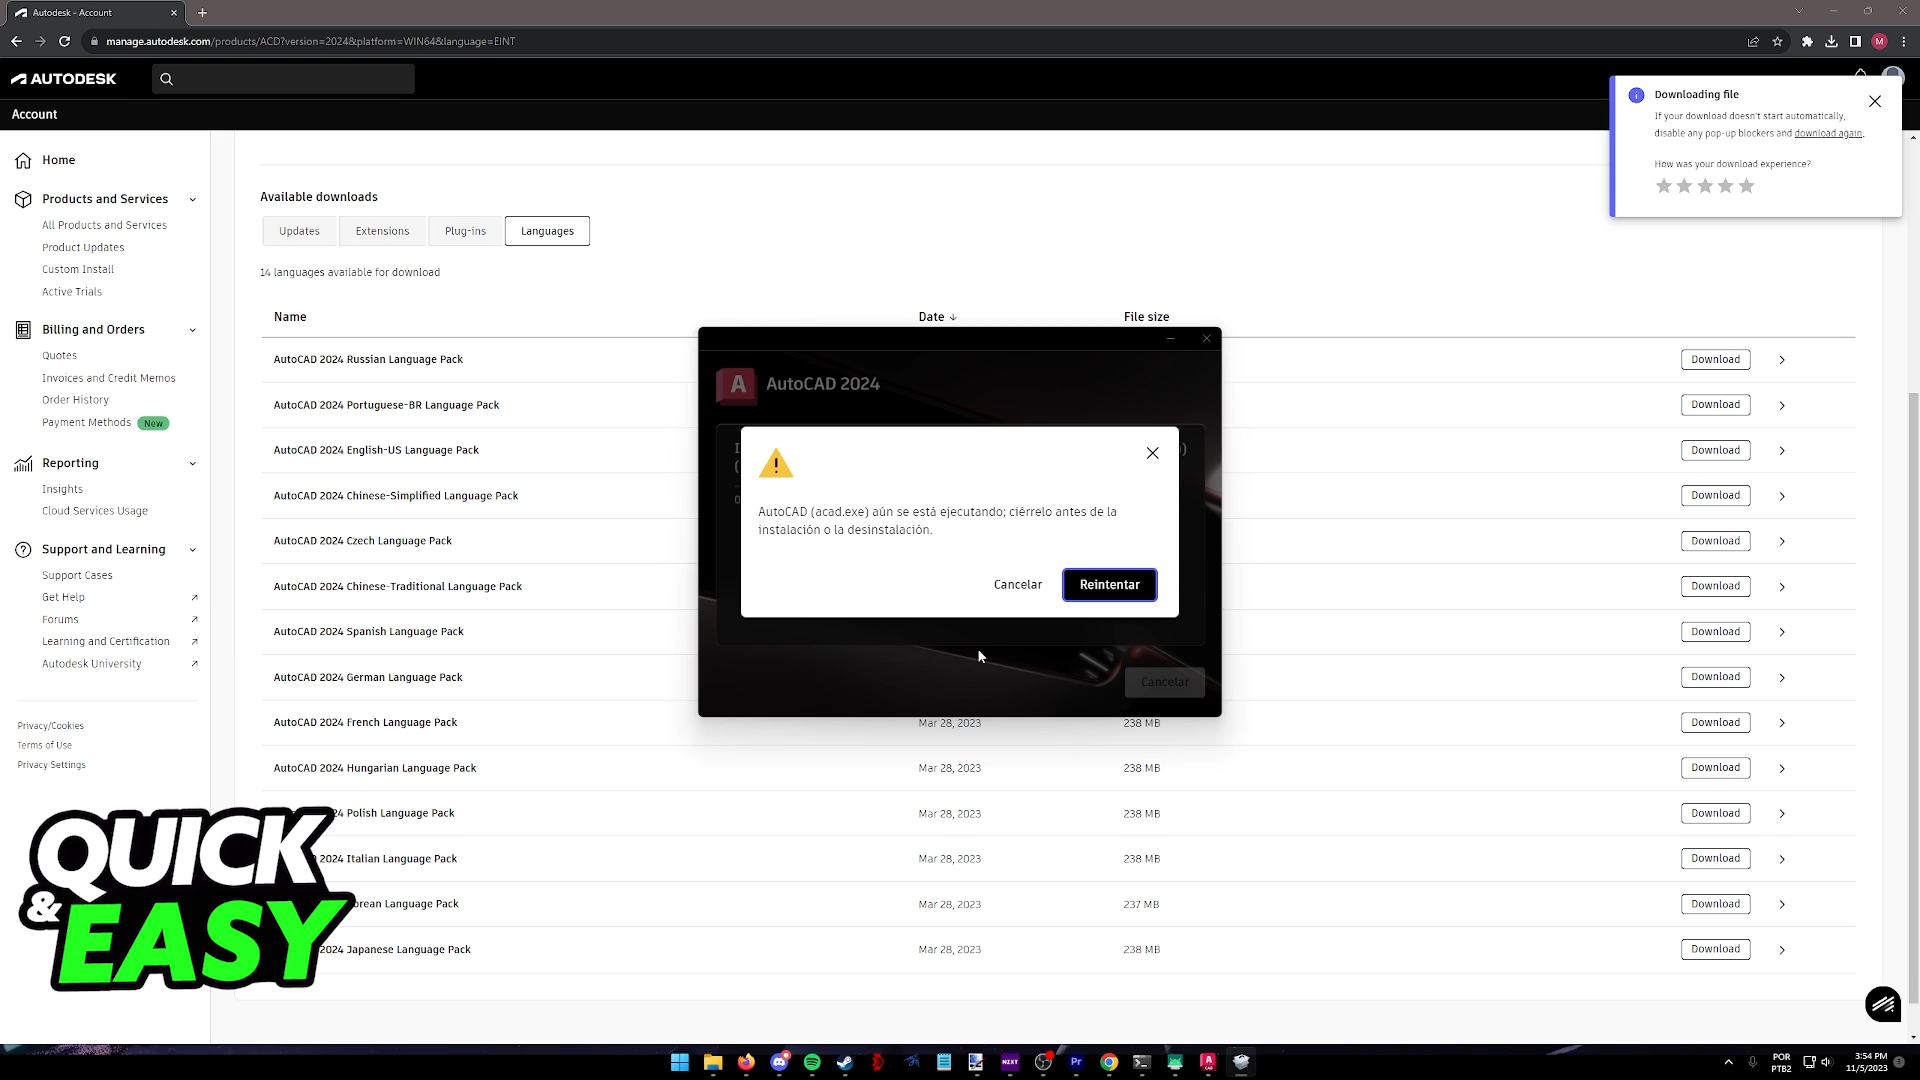 Autodesk - Account
manage.autodesk.com/products/ACD?version=2024&platform=WIN64&language=EINT
M
AUTODESK
Account
Downloading file
If your download doesn't start automatically,
disable any pop-up blockers and download again.
How was your download experience?
Home
Products and Services
All Products and Services
Product Updates
Custom Install
Active Trials
Billing and Orders
Quotes
Invoices and Credit Memos
Order History
Payment Methods New
Reporting
Insights
Cloud Services Usage
Support and Learning
Support Cases
Get Help
Forums
Learning and Certification
Autodesk University
Privacy/Cookies
Terms of Use
Privacy Settings
Available downloads
Updates Extensions Plug-ins Languages
14 languages available for download
Name Date File size
AutoCAD 2024 Russian Language Pack Download
AutoCAD 2024 Portuguese-BR Language Pack Download
AutoCAD 2024 English-US Language Pack Download
AutoCAD 2024 Chinese-Simplified Language Pack Download
AutoCAD 2024 Czech Language Pack Download
AutoCAD 2024 Chinese-Traditional Language Pack Download
AutoCAD 2024 Spanish Language Pack Download
AutoCAD 2024 German Language Pack Download
AutoCAD 2024 French Language Pack Mar 28, 2023 238 MB Download
AutoCAD 2024 Hungarian Language Pack Mar 28, 2023 238 MB Download
Polish Language Pack Mar 28, 2023 238 MB Download
2024 Italian Language Pack Mar 28, 2023 238 MB Download
Language Pack Mar 28, 2023 237 MB Download
2024 Japanese Language Pack Mar 28, 2023 238 MB Download
A AutoCAD 2024
AutoCAD (acad.exe) aún se está ejecutando; ciérrelo antes de la
instalación o la desinstalación.
Cancelar Reintentar
Cancelar
QUICK
& EASY
POR
PTB2
3:54 PM
11/5/2023